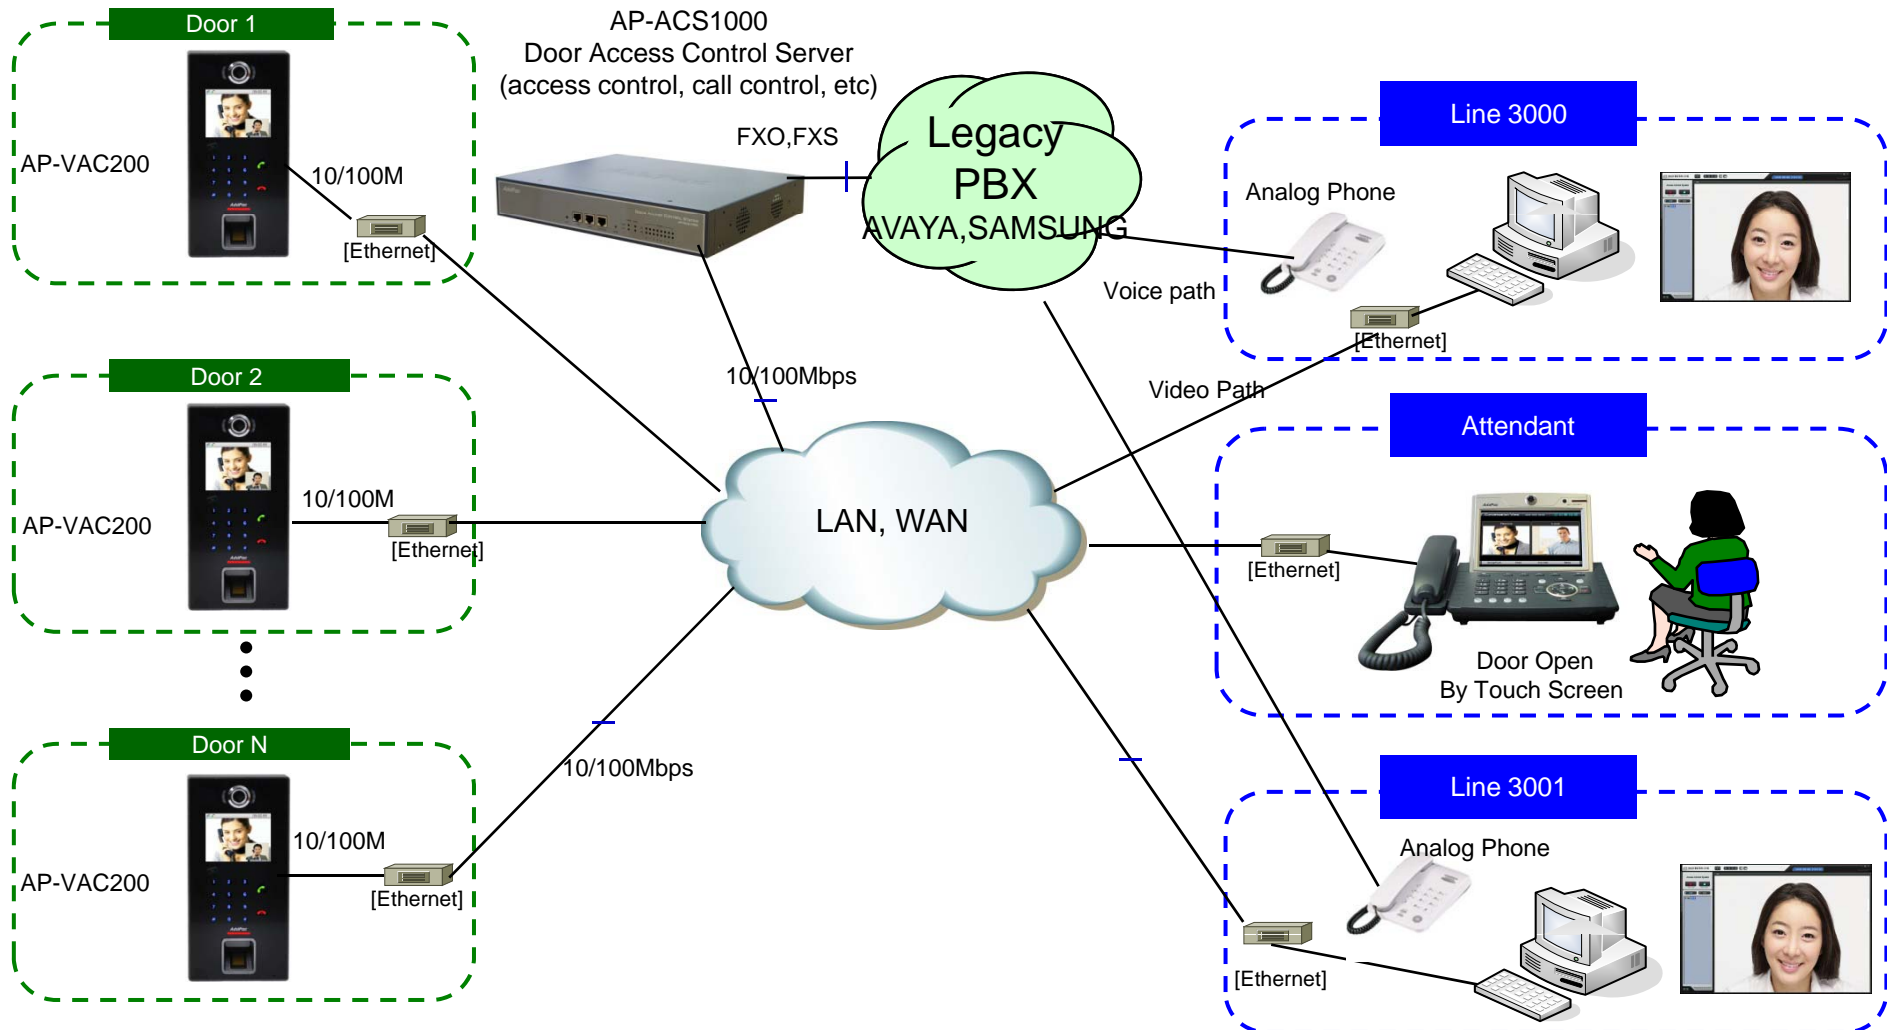 Door 1
AP-VAC200
10/100M
[Ethernet]
AP-ACS1000
Door Access Control Server
(access control, call control, etc)
FXO,FXS
Legacy
PBX
AVAYA,SAMSUNG
Line 3000
Analog Phone
Voice path
[Ethernet]
Video Path
10/100Mbps
Door 2
AP-VAC200
10/100M
[Ethernet]
LAN, WAN
Attendant
[Ethernet]
Door Open
By Touch Screen
Door N
AP-VAC200
10/100M
[Ethernet]
10/100Mbps
Line 3001
Analog Phone
[Ethernet]